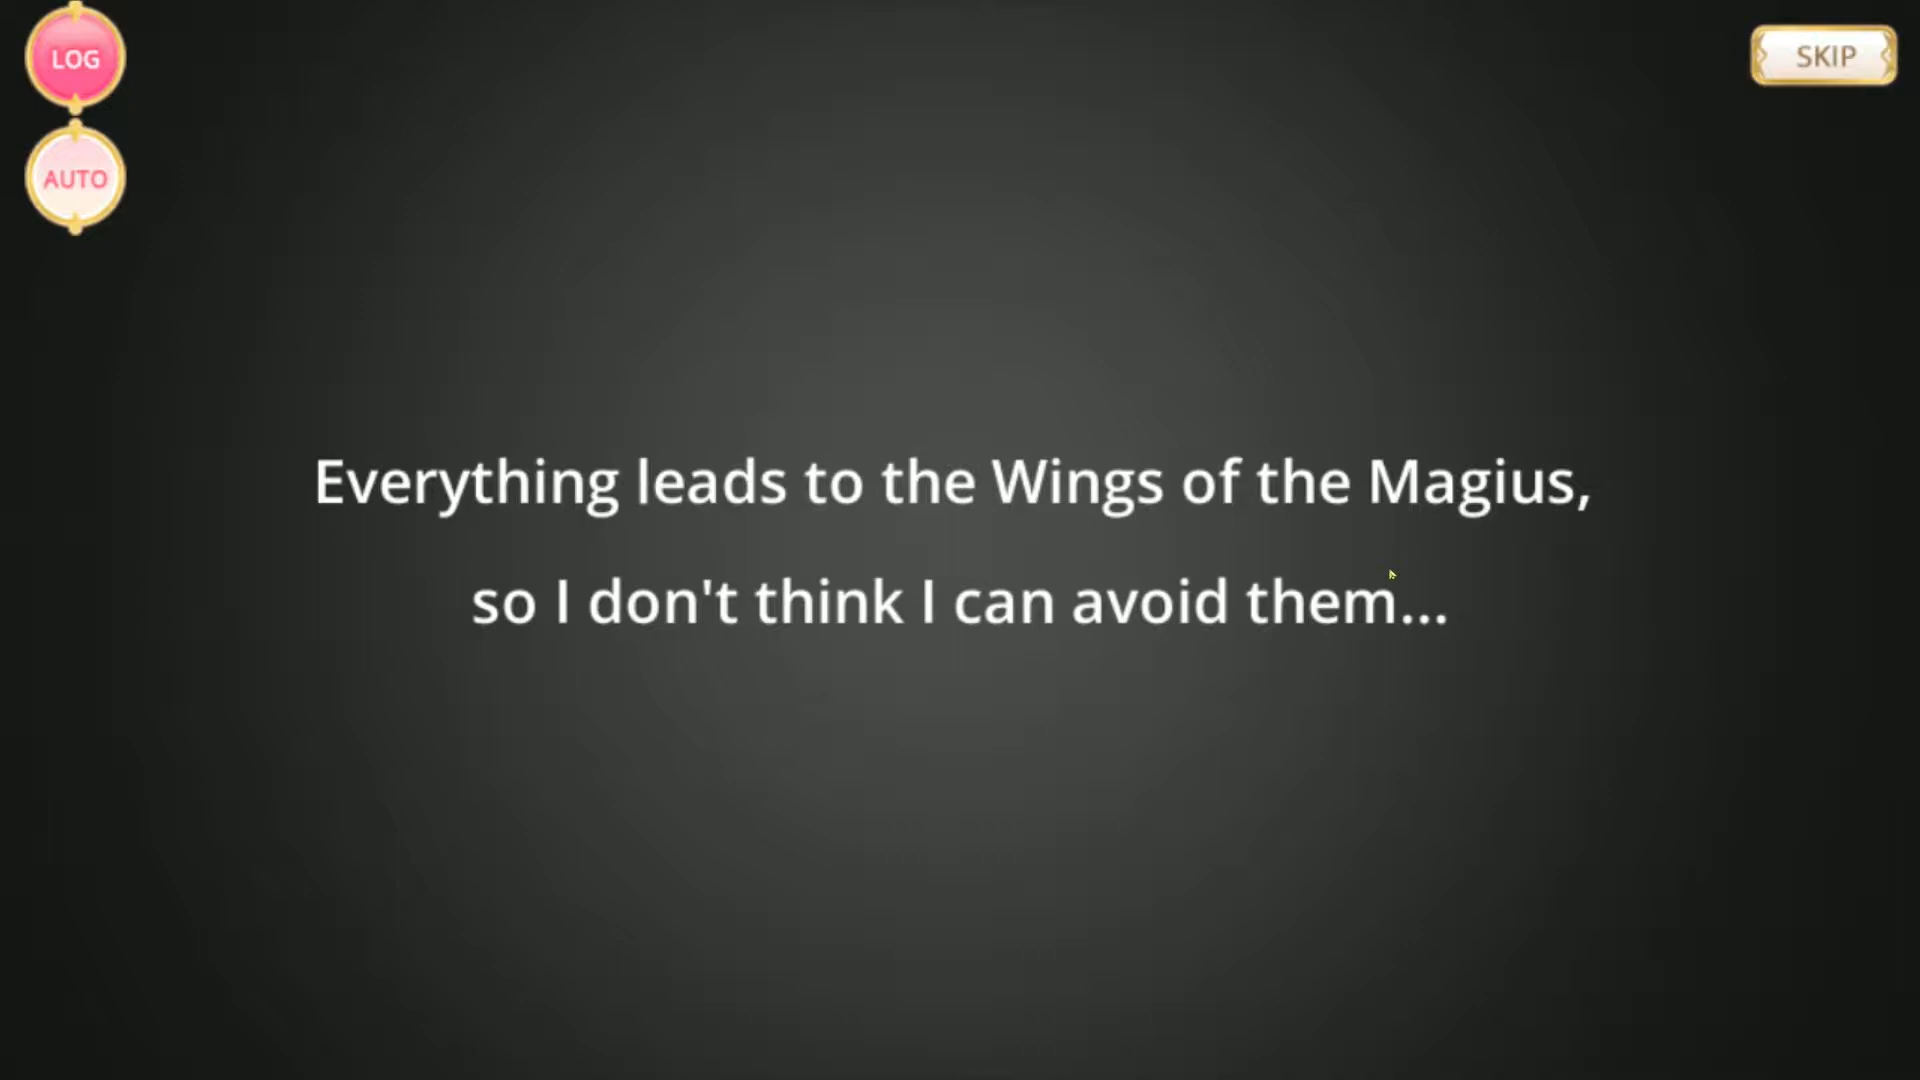 LOG
SKIP
AUTO
Everything leads to the Wings of the Magius,
so I don't think I can avoid them...